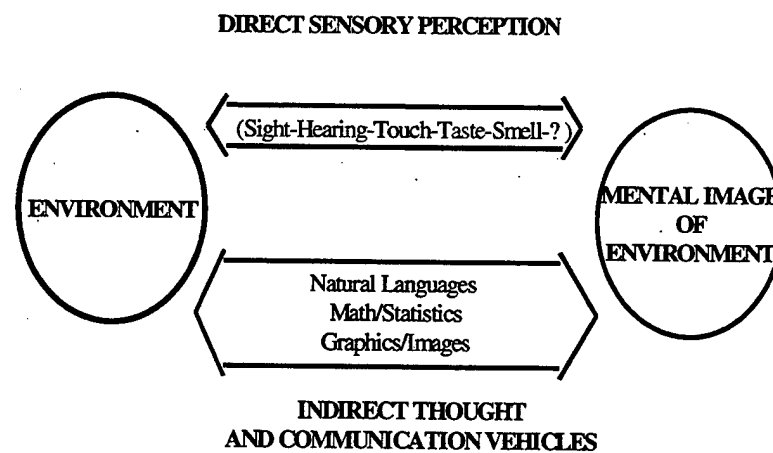 DIRECT SENSORY PERCEPTION
(Sight-Hearing-Touch-Taste-Smell-?)
ENVIRONMENT
MENTAL IMAGE
OF
ENVIRONMENT
Natural Languages
Math/Statistics
Graphics/Images
INDIRECT THOUGHT
AND COMMUNICATION VEHICLES